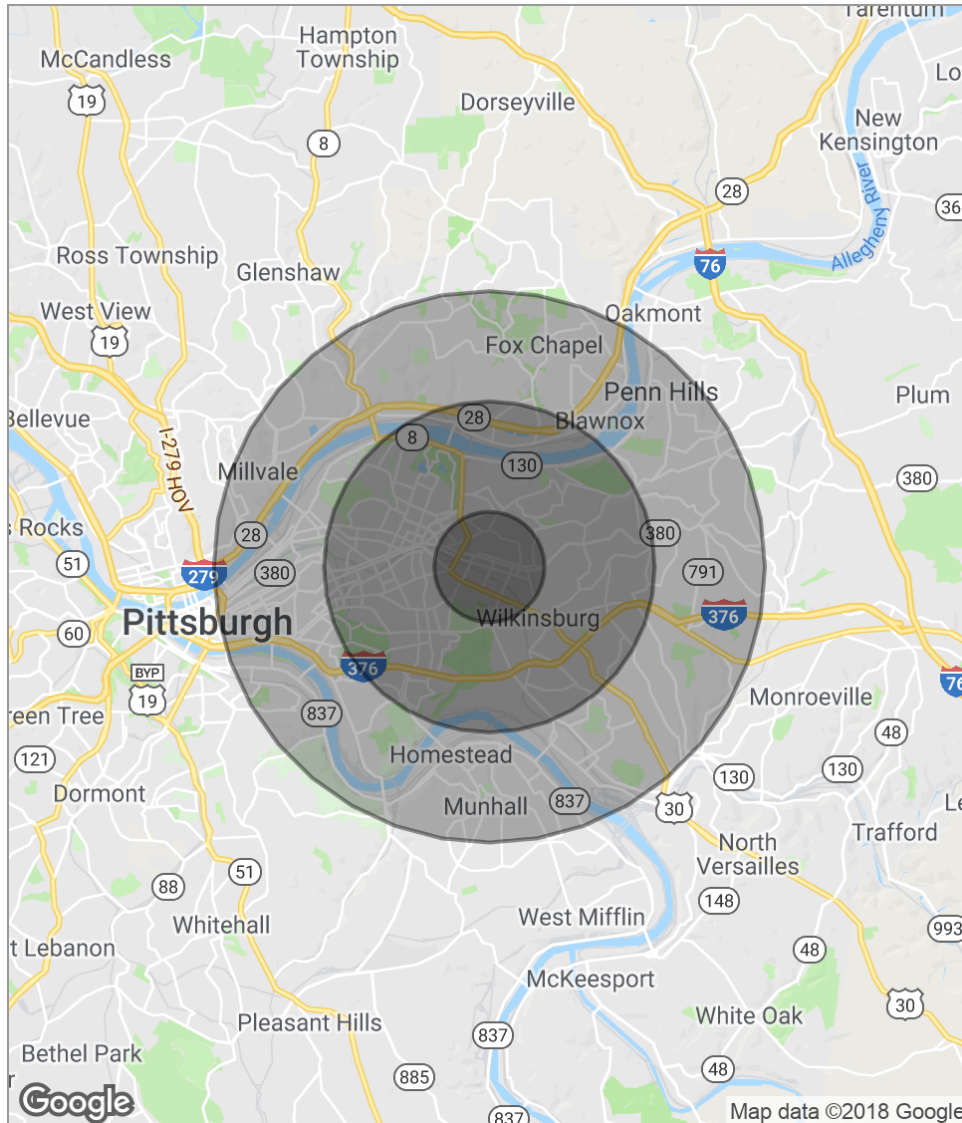 Tarentum
Hampton
Township
McCandless
19
Dorseyville
Lo
New
Kensington
8
28
36
Allegheny River
Ross Township
Glenshaw
76
West View
19
Oakmont
Fox Chapel
Penn Hills
Plum
Bellevue
28
Blawnox
8
I-279 HOV
Millvale
130
380
s Rocks
28
380
51
279
380
791
376
Pittsburgh
Wilkinsburg
60
376
BYP
19
76
Monroeville
reen Tree
837
48
Homestead
121
130
130
Dormont
Munhall
837
30
Le
North
Versailles
Trafford
51
88
148
Whitehall
West Mifflin
993
t Lebanon
48
McKeesport
30
White Oak
Pleasant Hills
837
Bethel Park
48
r
885
Google
837
Map data ©2018 Google